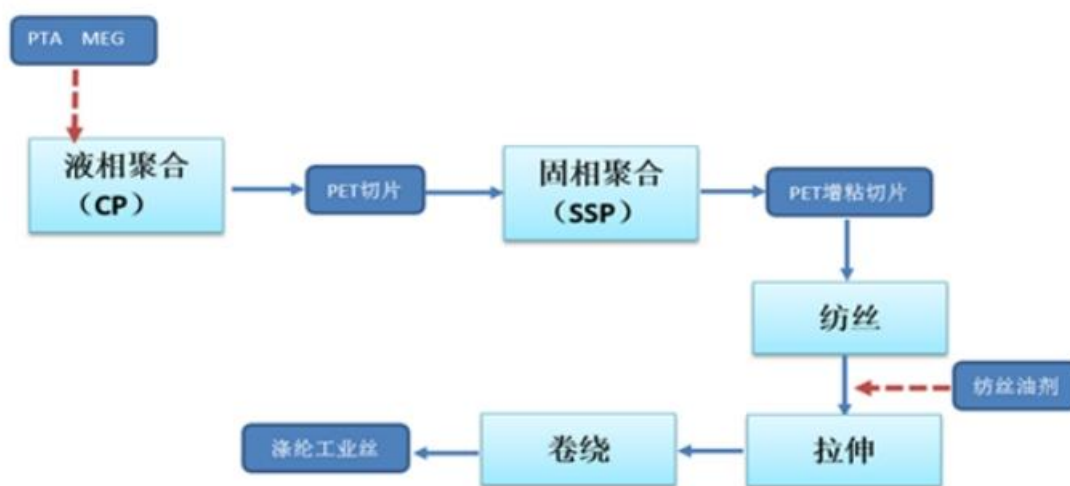 PTA MEG
液相聚合
（CP）
PET切片
固相聚合
（SSP）
PET增粘切片
纺丝
纺丝油剂
拉伸
卷绕
涤纶工业丝